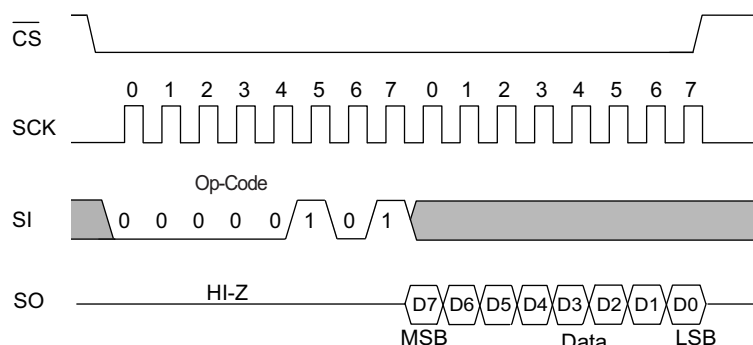 CS
0 1 2 3 4 5 6 7 0 1 2 3 4 5 6 7
SCK
Op-Code
SI 0 0 0 0 0 1 0 1
HI-Z
SO D7 D6 D5 D4 D3 D2 D1 D0
MSB Data LSB